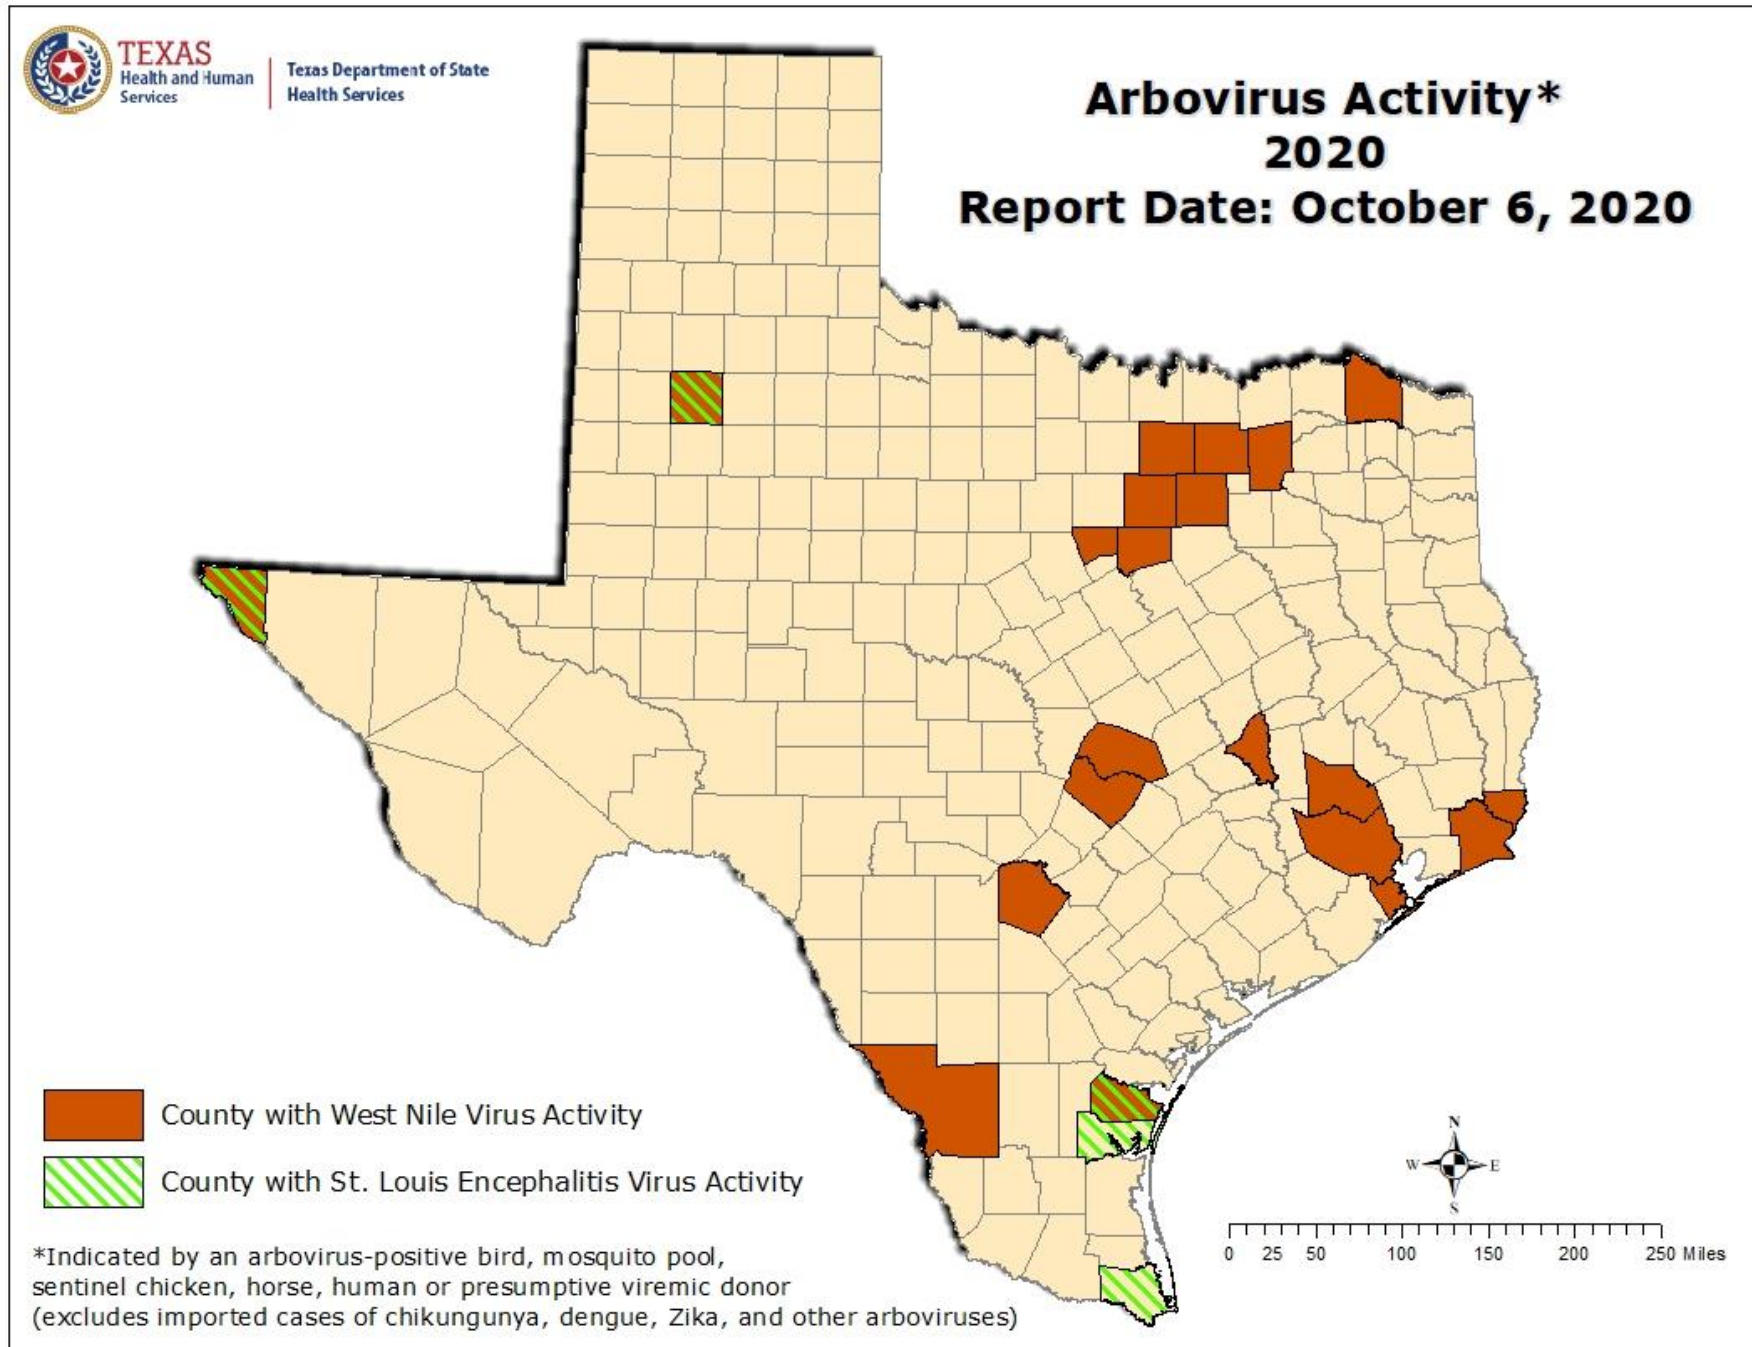 TEXAS
Health and Human
Services
Texas Department of State
Health Services
Arbovirus Activity*
2020
Report Date: October 6, 2020
County with West Nile Virus Activity
County with St. Louis Encephalitis Virus Activity
*Indicated by an arbovirus-positive bird, mosquito pool,
sentinel chicken, horse, human or presumptive viremic donor
(excludes imported cases of chikungunya, dengue, Zika, and other arboviruses)
N
W E
S
0 25 50 100 150 200 250 Miles